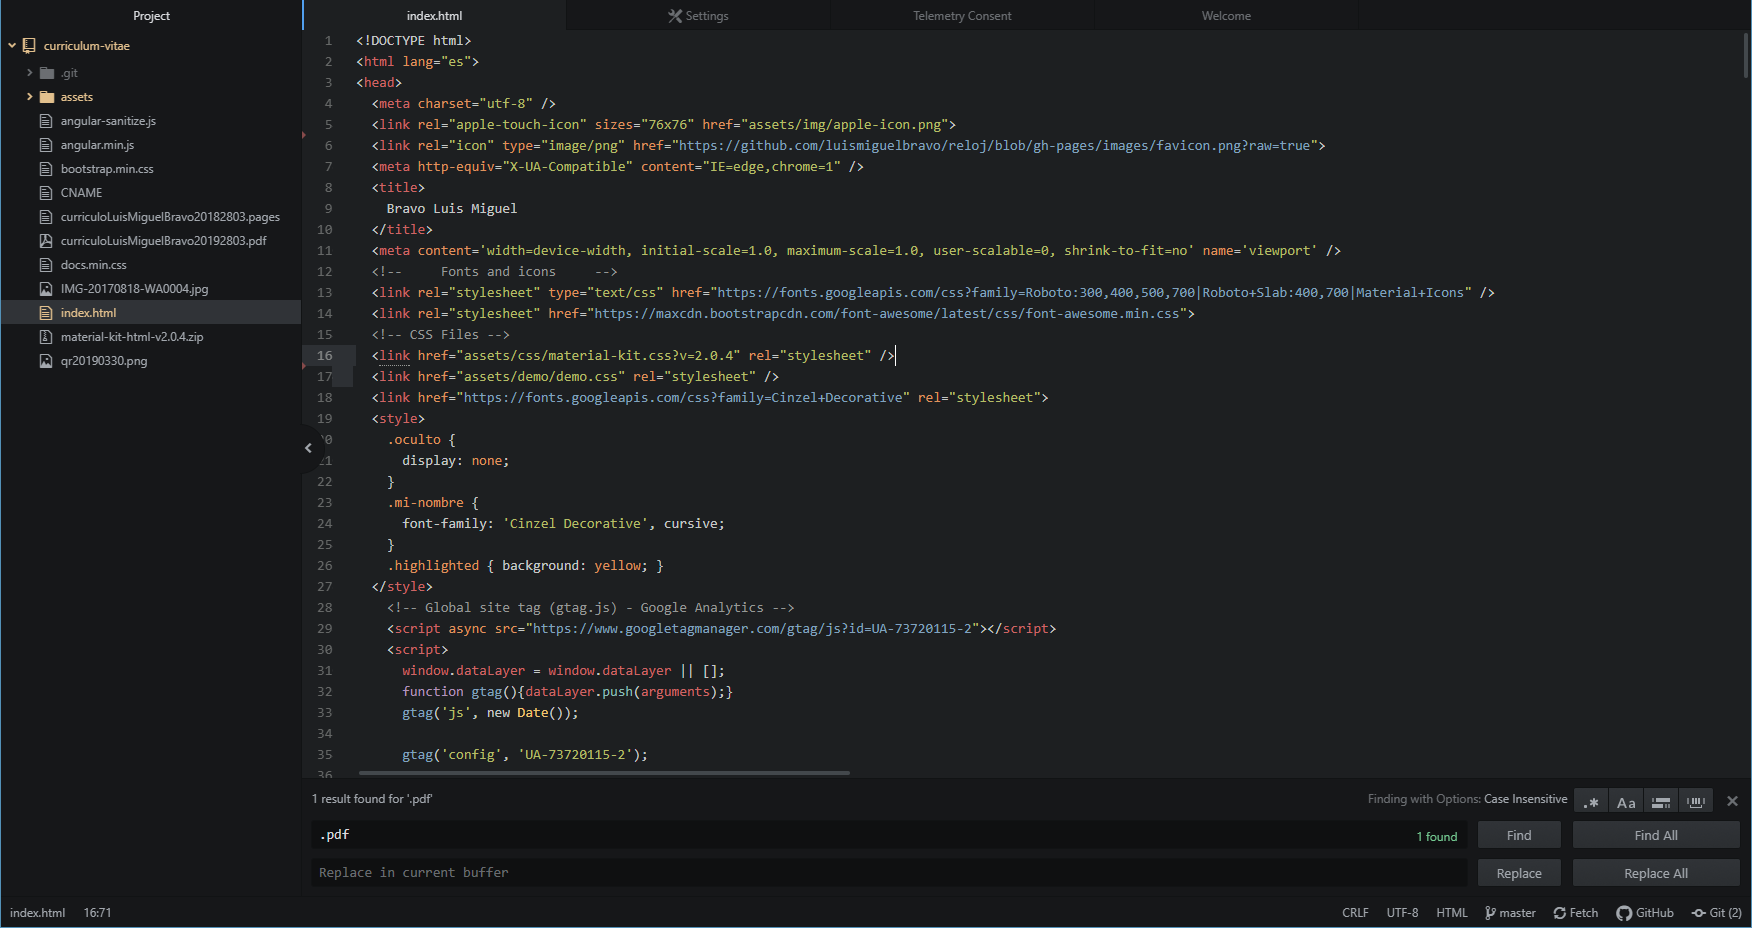 Project
curriculum-vitae
.git
assets
angular-sanitize.js
angular.min.js
bootstrap.min.css
CNAME
curriculoLuisMiguelBravo20182803.pages
curriculoLuisMiguelBravo20192803.pdf
docs.min.css
IMG-20170818-WA0004.jpg
index.html
material-kit-html-v2.0.4.zip
qr20190330.png
index.html Settings Telemetry Consent Welcome
1 <!DOCTYPE html>
2 <html lang="es">
3 <head>
4 <meta charset="utf-8" />
5 <link rel="apple-touch-icon" sizes="76x76" href="assets/img/apple-icon.png">
6 <link rel="icon" type="image/png" href="https://github.com/luismiguelbravo/reloj/blob/gh-pages/images/favicon.png?raw=true">
7 <meta http-equiv="X-UA-Compatible" content="IE=edge,chrome=1" />
8 <title>
9 Bravo Luis Miguel
10 </title>
11 <meta content='width=device-width, initial-scale=1.0, maximum-scale=1.0, user-scalable=0, shrink-to-fit=no' name='viewport' />
12 <!--     Fonts and icons     -->
13 <link rel="stylesheet" type="text/css" href="https://fonts.googleapis.com/css?family=Roboto:300,400,500,700|Roboto+Slab:400,700|Material+Icons" />
14 <link rel="stylesheet" href="https://maxcdn.bootstrapcdn.com/font-awesome/latest/css/font-awesome.min.css">
15 <!-- CSS Files -->
16 <link href="assets/css/material-kit.css?v=2.0.4" rel="stylesheet" />
17 <link href="assets/demo/demo.css" rel="stylesheet" />
18 <link href="https://fonts.googleapis.com/css?family=Cinzel+Decorative" rel="stylesheet">
19 <style>
0 .oculto {
1 display: none;
22 }
23 .mi-nombre {
24 font-family: 'Cinzel Decorative', cursive;
25 }
26 .highlighted { background: yellow; }
27 </style>
28 <!-- Global site tag (gtag.js) - Google Analytics -->
29 <script async src="https://www.googletagmanager.com/gtag/js?id=UA-73720115-2"></script>
30 <script>
31 window.dataLayer = window.dataLayer || [];
32 function gtag(){dataLayer.push(arguments);}
33 gtag('js', new Date());
34
35 gtag('config', 'UA-73720115-2');
36
1 result found for '.pdf'
Finding with Options: Case Insensitive .* Aa
.pdf 1 found Find Find All
Replace in current buffer Replace Replace All
index.html 16:71 CRLF UTF-8 HTML master Fetch GitHub Git (2)